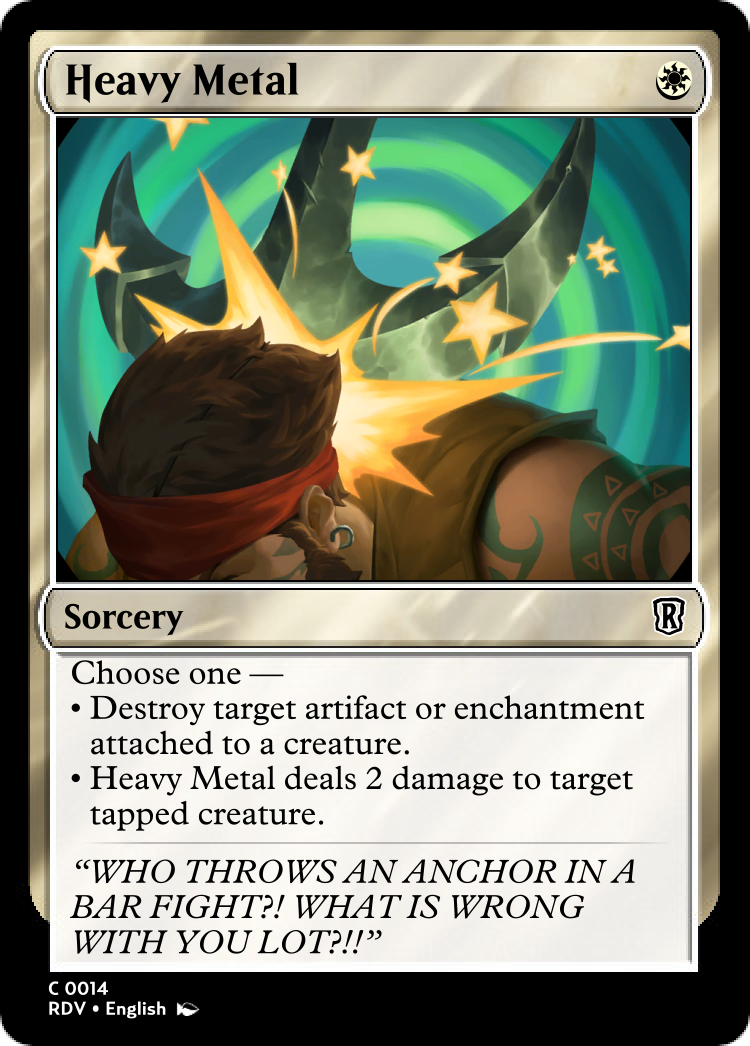 Heavy Metal
Sorcery
R
Choose one —
• Destroy target artifact or enchantment
attached to a creature.
• Heavy Metal deals 2 damage to target
tapped creature.
“WHO THROWS AN ANCHOR IN A
BAR FIGHT?! WHAT IS WRONG
WITH YOU LOT?!!”
C 0014
RDV • English